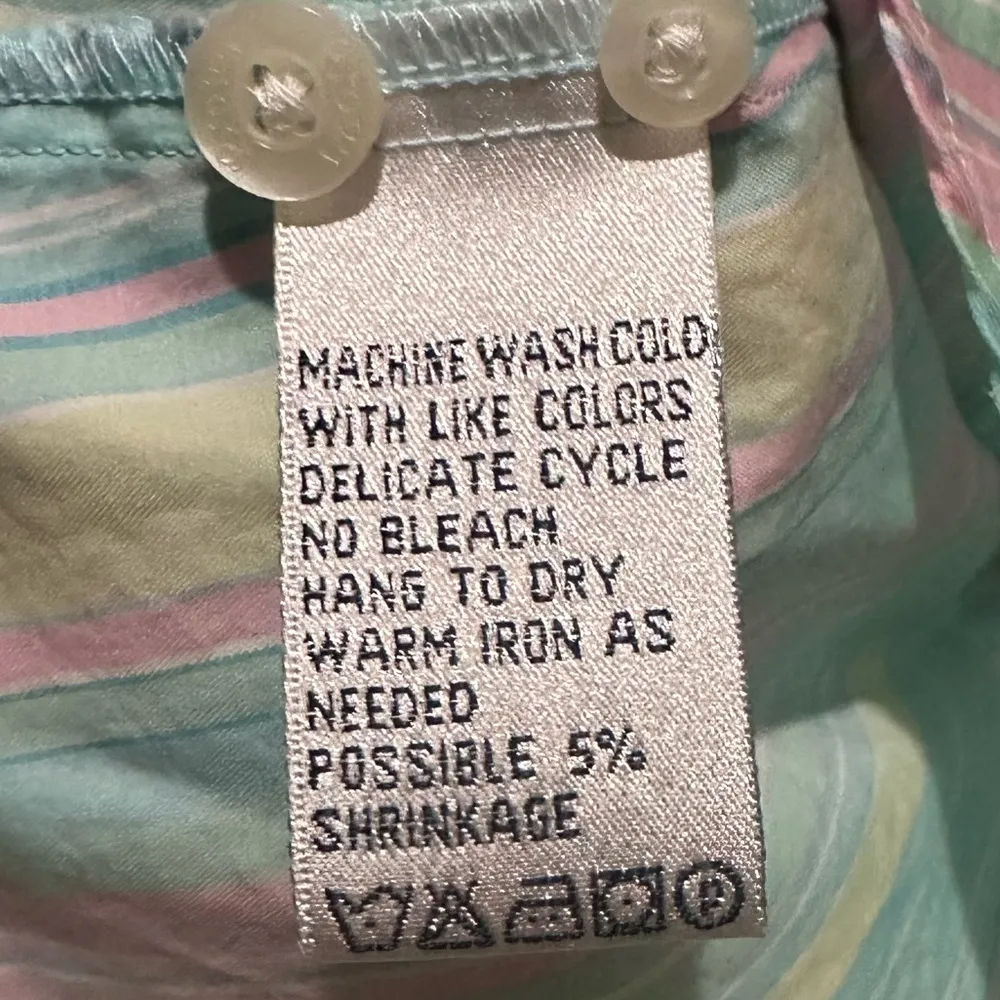 MACHINE WASH COLD
WITH LIKE COLORS
DELICATE CYCLE
NO BLEACH
HANG TO DRY
WARM IRON AS
NEEDED
POSSIBLE 5%
SHRINKAGE
P